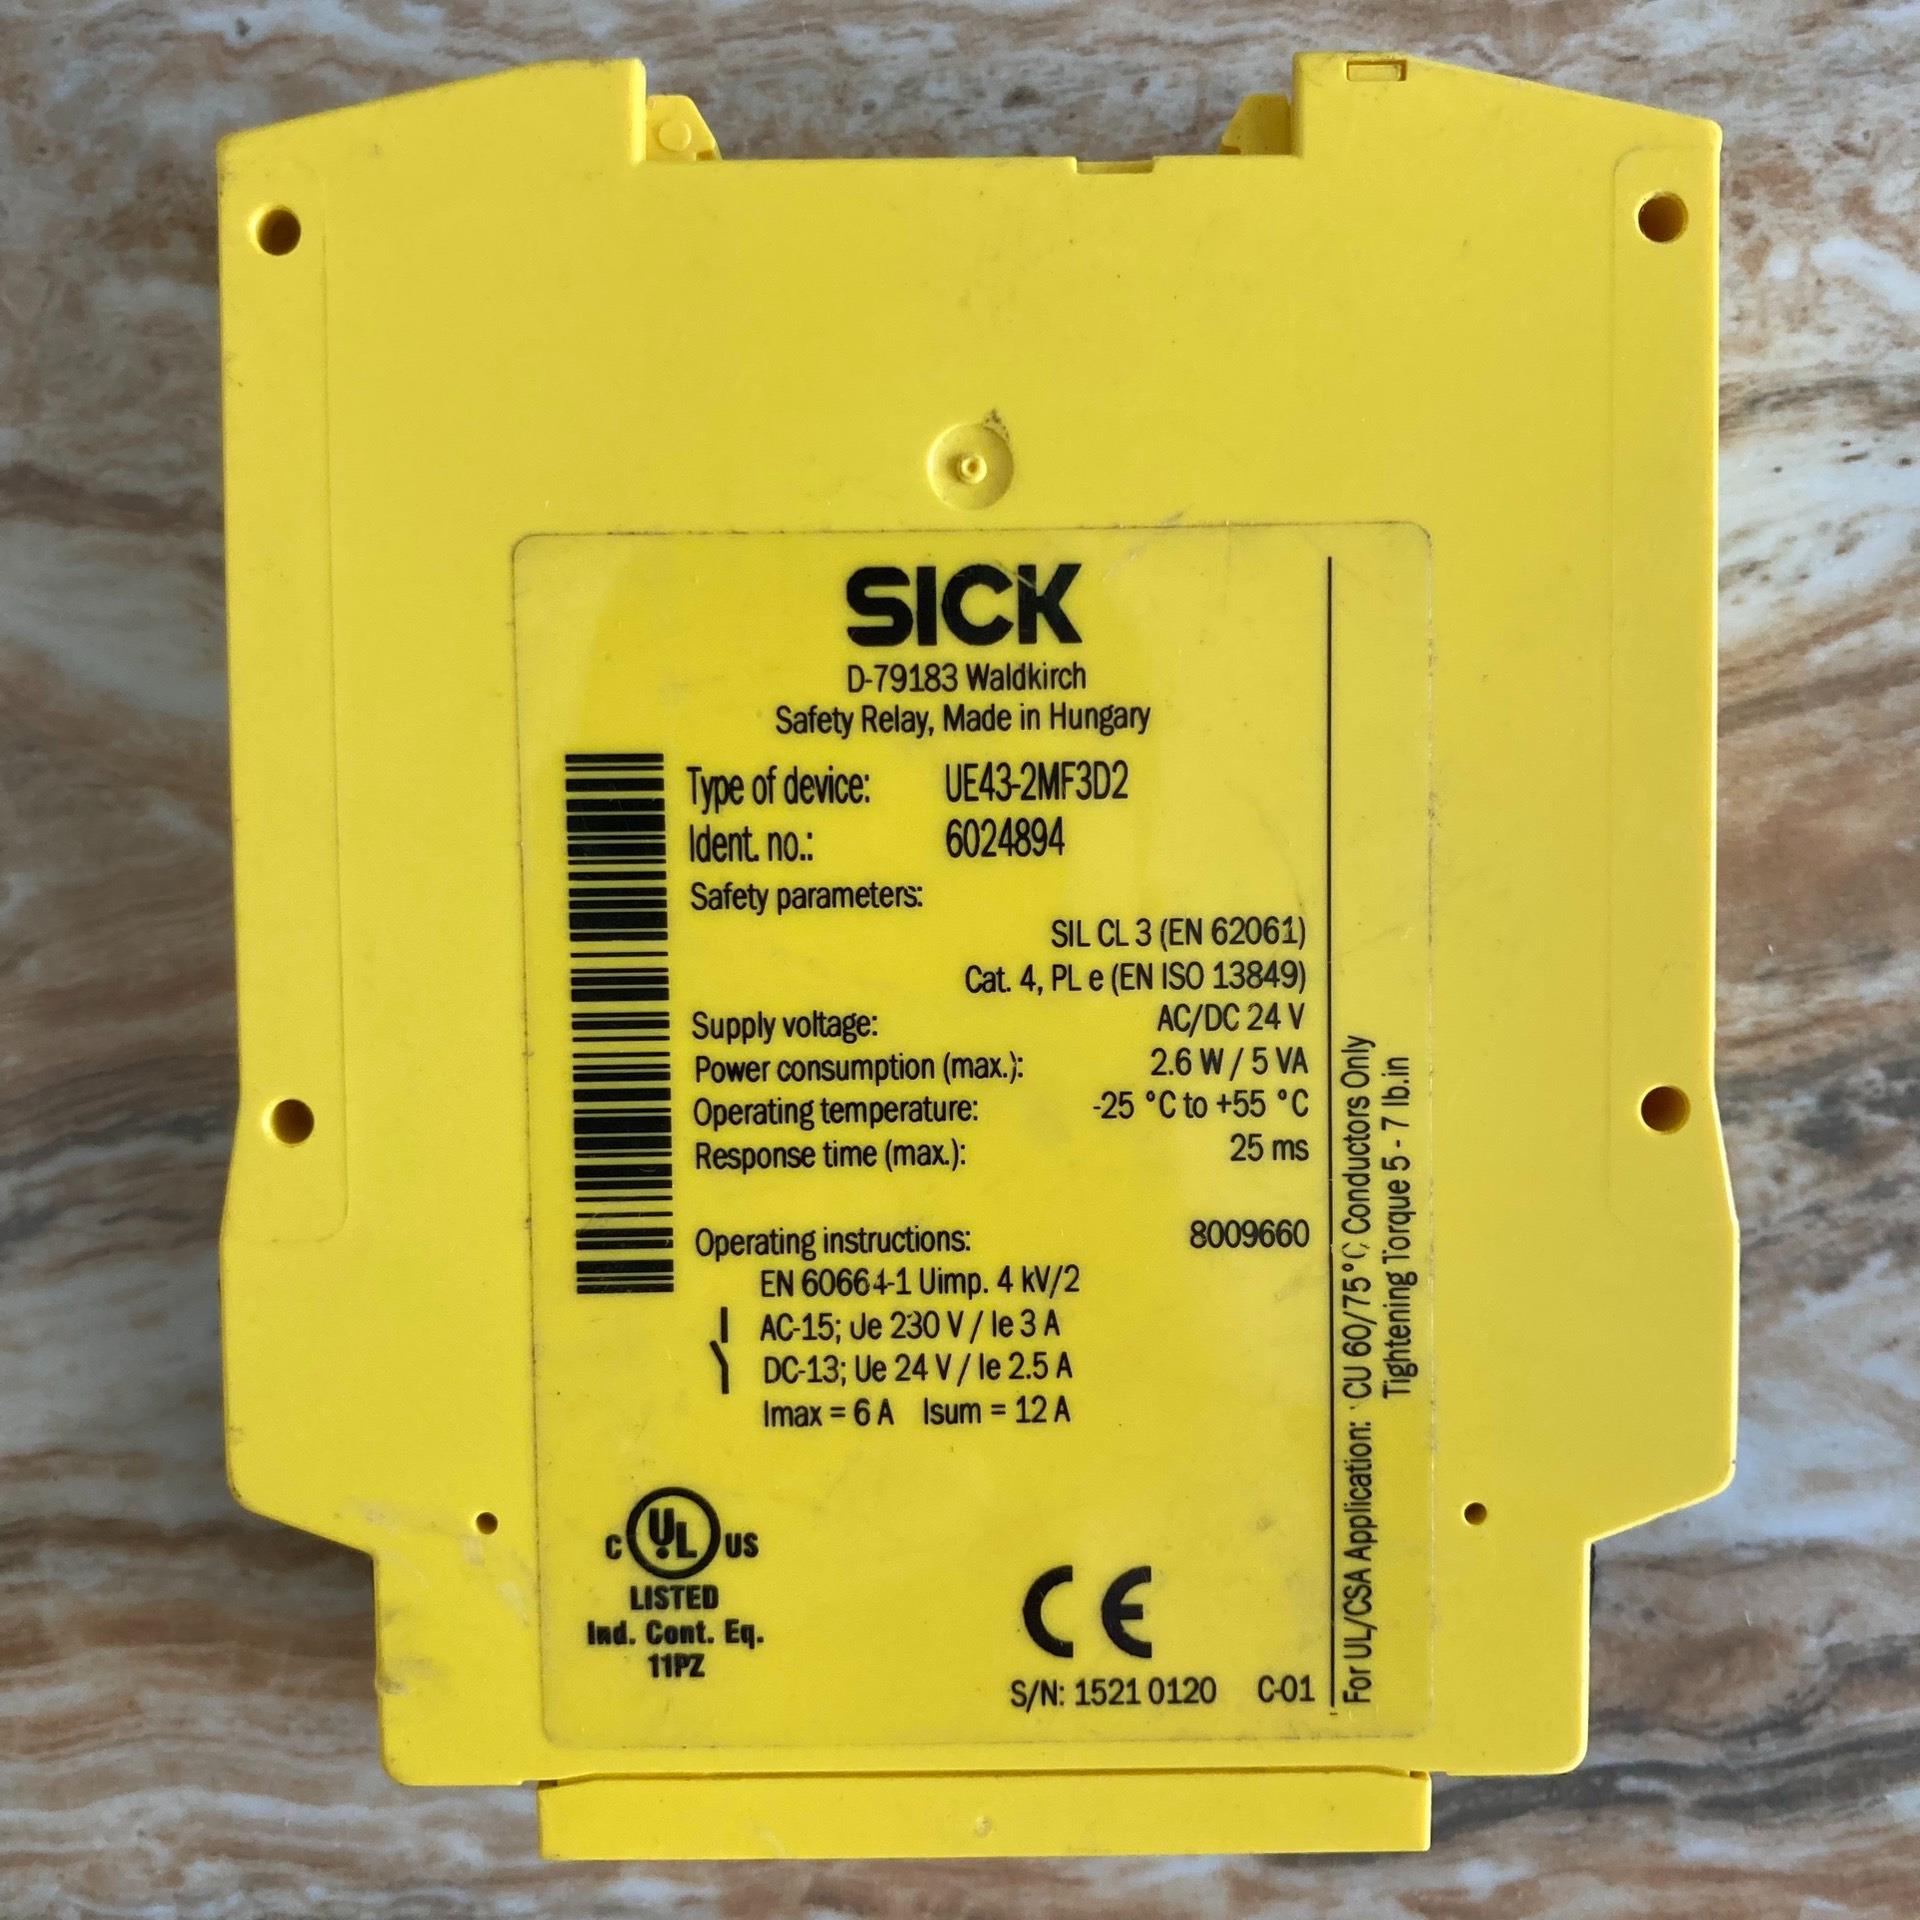 SICK
D-79183 Waldkirch
Safety Relay, Made in Hungary
Type of device: UE43-2MF3D2
Ident. no.: 6024894
Safety parameters:
SIL CL 3 (EN 62061)
Cat. 4, PL e (EN ISO 13849)
Supply voltage: AC/DC 24 V
Power consumption (max.): 2.6 W / 5 VA
Operating temperature: -25 °C to +55 °C
Response time (max.): 25 ms
Operating instructions: 8009660
EN 60664-1 Uimp. 4 kV/2
AC-15; Ue 230 V / Ie 3 A
DC-13; Ue 24 V / Ie 2.5 A
Imax = 6 A Isum = 12 A
C UL US
LISTED
Ind. Cont. Eq.
11PZ
CE
S/N: 1521 0120 C-01
For UL/CSA Application: CU 60/75°C Conductors Only
Tightening Torque 5 - 7 lb.in